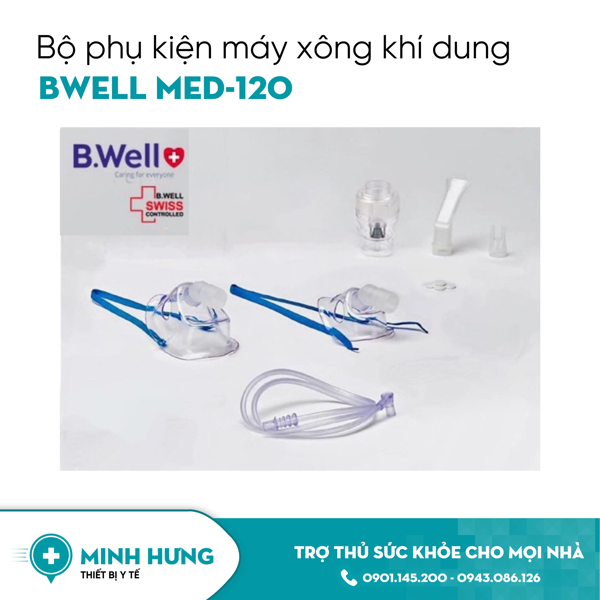 Bộ phụ kiện máy xông khí dung
BWELL MED-120
B.Well
Caring for everyone
B.WELL
SWISS
CONTROLLED
MINH HƯNG
THIẾT BỊ Y TẾ
TRỢ THỦ SỨC KHỎE CHO MỌI NHÀ
0901.145.200 - 0943.086.126